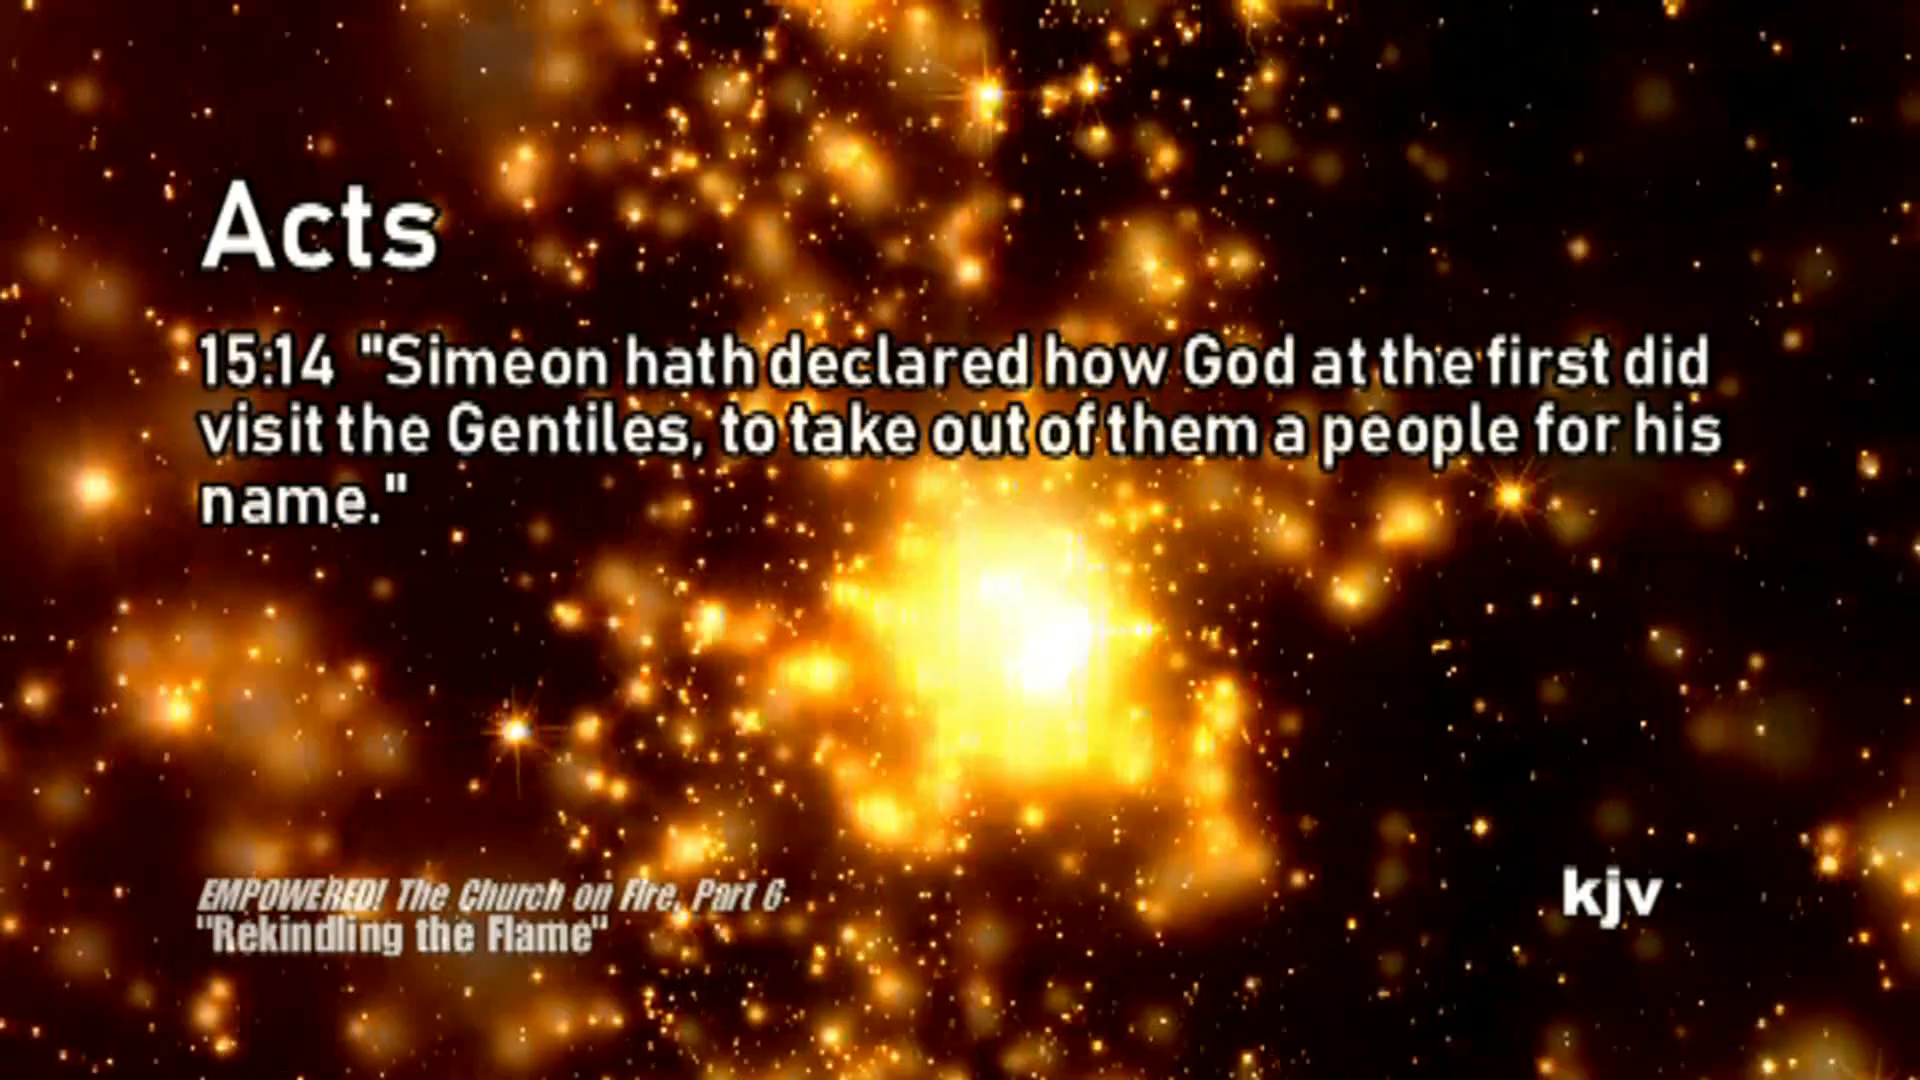 Acts
15:14 "Simeon hath declared how God at the first did
visit the Gentiles, to take out of them a people for his
name."
EMPOWERED! The Church on Fire, Part 6
"Rekindling the Flame"
kjv